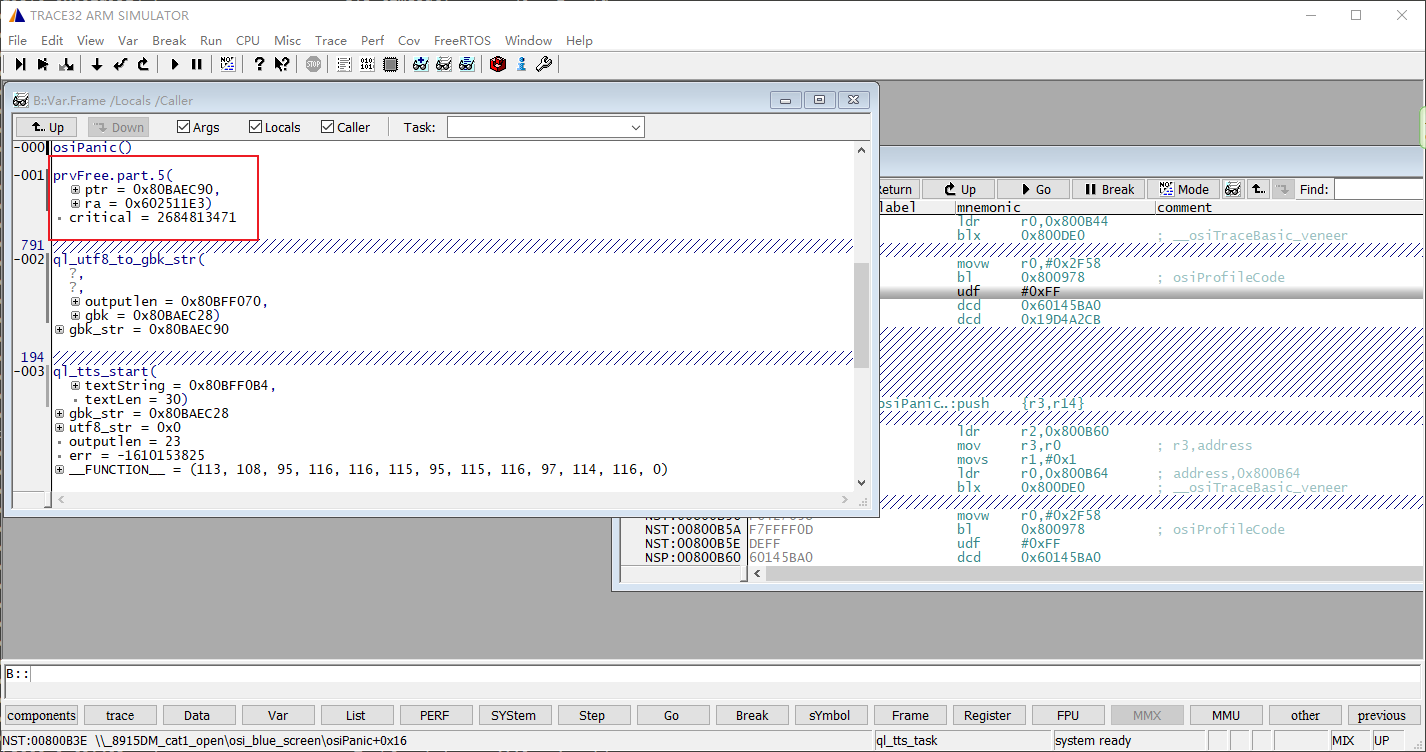 TRACE32 ARM SIMULATOR
File Edit View Var Break Run CPU Misc Trace Perf Cov FreeRTOS Window Help
B::Var.Frame /Locals /Caller
Up Down Args Locals Caller Task:
-000 osiPanic()
-001 prvFree.part.5(
ptr = 0x80BAEC90,
ra = 0x602511E3)
critical = 2684813471
791
-002 ql_utf8_to_gbk_str(
?,
?,
outputlen = 0x80BFF070,
gbk = 0x80BAEC28)
gbk_str = 0x80BAEC90
194
-003 ql_tts_start(
textString = 0x80BFF0B4,
textLen = 30)
gbk_str = 0x80BAEC28
utf8_str = 0x0
outputlen = 23
err = -1610153825
__FUNCTION__ = (113, 108, 95, 116, 116, 115, 95, 115, 116, 97, 114, 116, 0)
eturn Up Go Break Mode Find:
label mnemonic comment
ldr r0,0x800B44
blx 0x800DE0 ; __osiTraceBasic_veneer
movw r0,#0x2F58
bl 0x800978 ; osiProfileCode
udf #0xFF
dcd 0x60145BA0
dcd 0x19D4A2CB
osiPanic..:push {r3,r14}
ldr r2,0x800B60
mov r3,r0 ; r3,address
movs r1,#0x1
ldr r0,0x800B64 ; address,0x800B64
blx 0x800DE0 ; __osiTraceBasic_veneer
movw r0,#0x2F58
NST:00800B5A F7FFFF0D bl 0x800978 ; osiProfileCode
NST:00800B5E DEFF udf #0xFF
NSP:00800B60 60145BA0 dcd 0x60145BA0
B::
components trace Data Var List PERF SYStem Step Go Break sYmbol Frame Register FPU MMX MMU other previous
NST:00800B3E \\_8915DM_cat1_open\osi_blue_screen\osiPanic+0x16 ql_tts_task system ready MIX UP